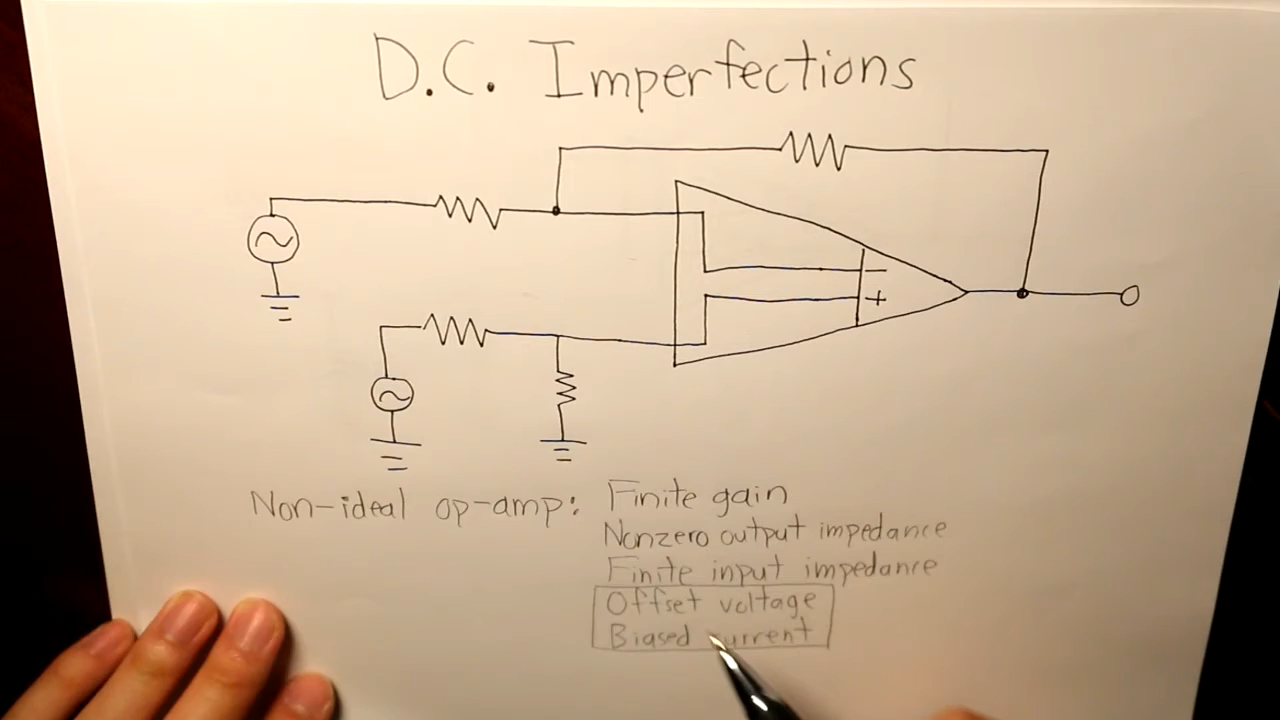 D.C. Imperfections
−
+
Non-ideal op-amp: Finite gain
Nonzero output impedance
Finite input impedance
Offset voltage
Biased current